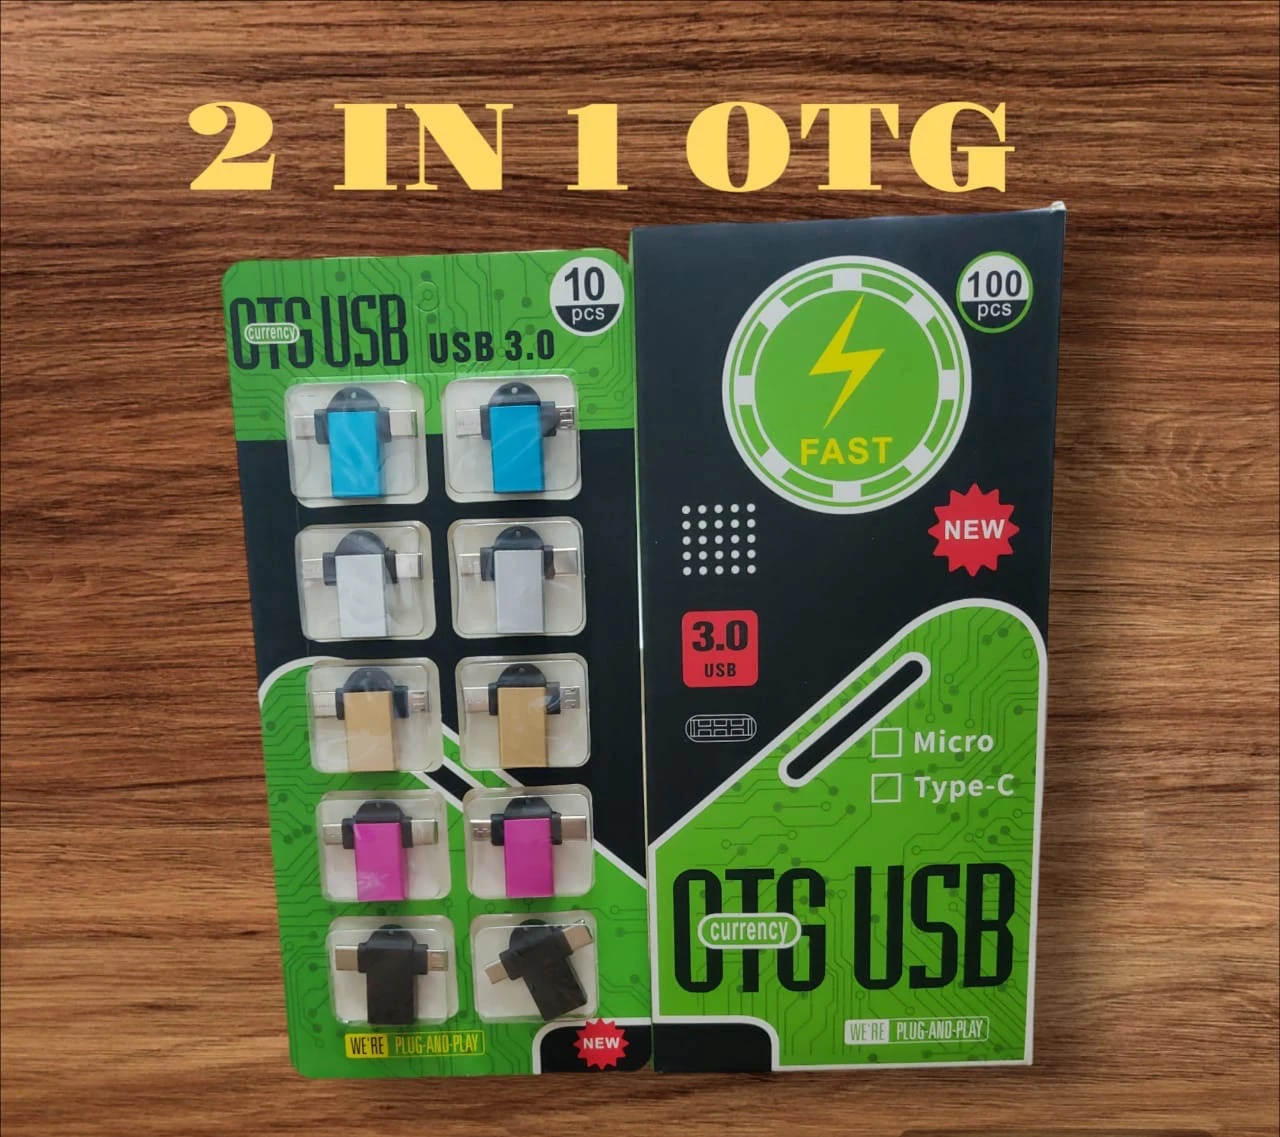 2 IN 1 OTG
OTG USB
currency
USB 3.0
10
pcs
WE'RE PLUG-AND-PLAY
NEW
100
pcs
FAST
NEW
3.0
USB
Micro
Type-C
OTG USB
currency
WE'RE PLUG-AND-PLAY